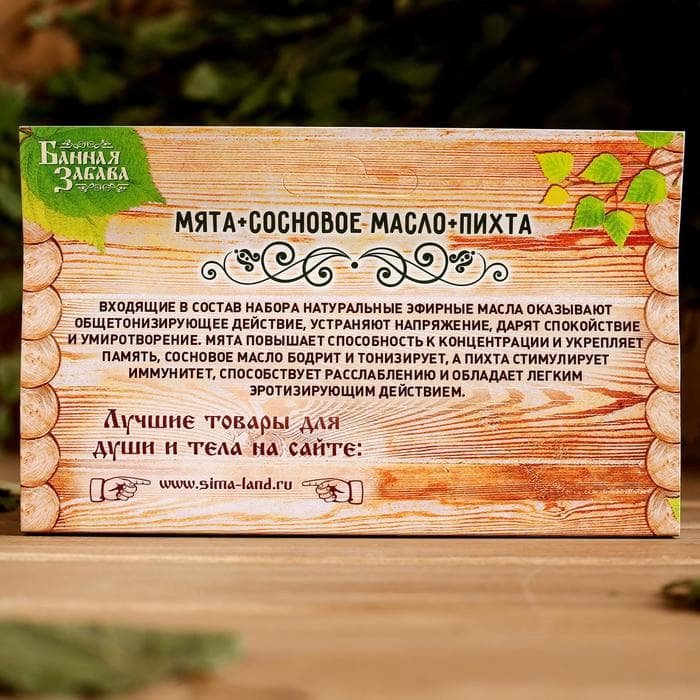 Банная
Забава
МЯТА+СОСНОВОЕ МАСЛО+ПИХТА
ВХОДЯЩИЕ В СОСТАВ НАБОРА НАТУРАЛЬНЫЕ ЭФИРНЫЕ МАСЛА ОКАЗЫВАЮТ
ОБЩЕТОНИЗИРУЮЩЕЕ ДЕЙСТВИЕ, УСТРАНЯЮТ НАПРЯЖЕНИЕ, ДАРЯТ СПОКОЙСТВИЕ
И УМИРОТВОРЕНИЕ. МЯТА ПОВЫШАЕТ СПОСОБНОСТЬ К КОНЦЕНТРАЦИИ И УКРЕПЛЯЕТ
ПАМЯТЬ, СОСНОВОЕ МАСЛО БОДРИТ И ТОНИЗИРУЕТ, А ПИХТА СТИМУЛИРУЕТ
ИММУНИТЕТ, СПОСОБСТВУЕТ РАССЛАБЛЕНИЮ И ОБЛАДАЕТ ЛЕГКИМ
ЭРОТИЗИРУЮЩИМ ДЕЙСТВИЕМ.
Лучшие товары для
души и тела на сайте:
www.sima-land.ru